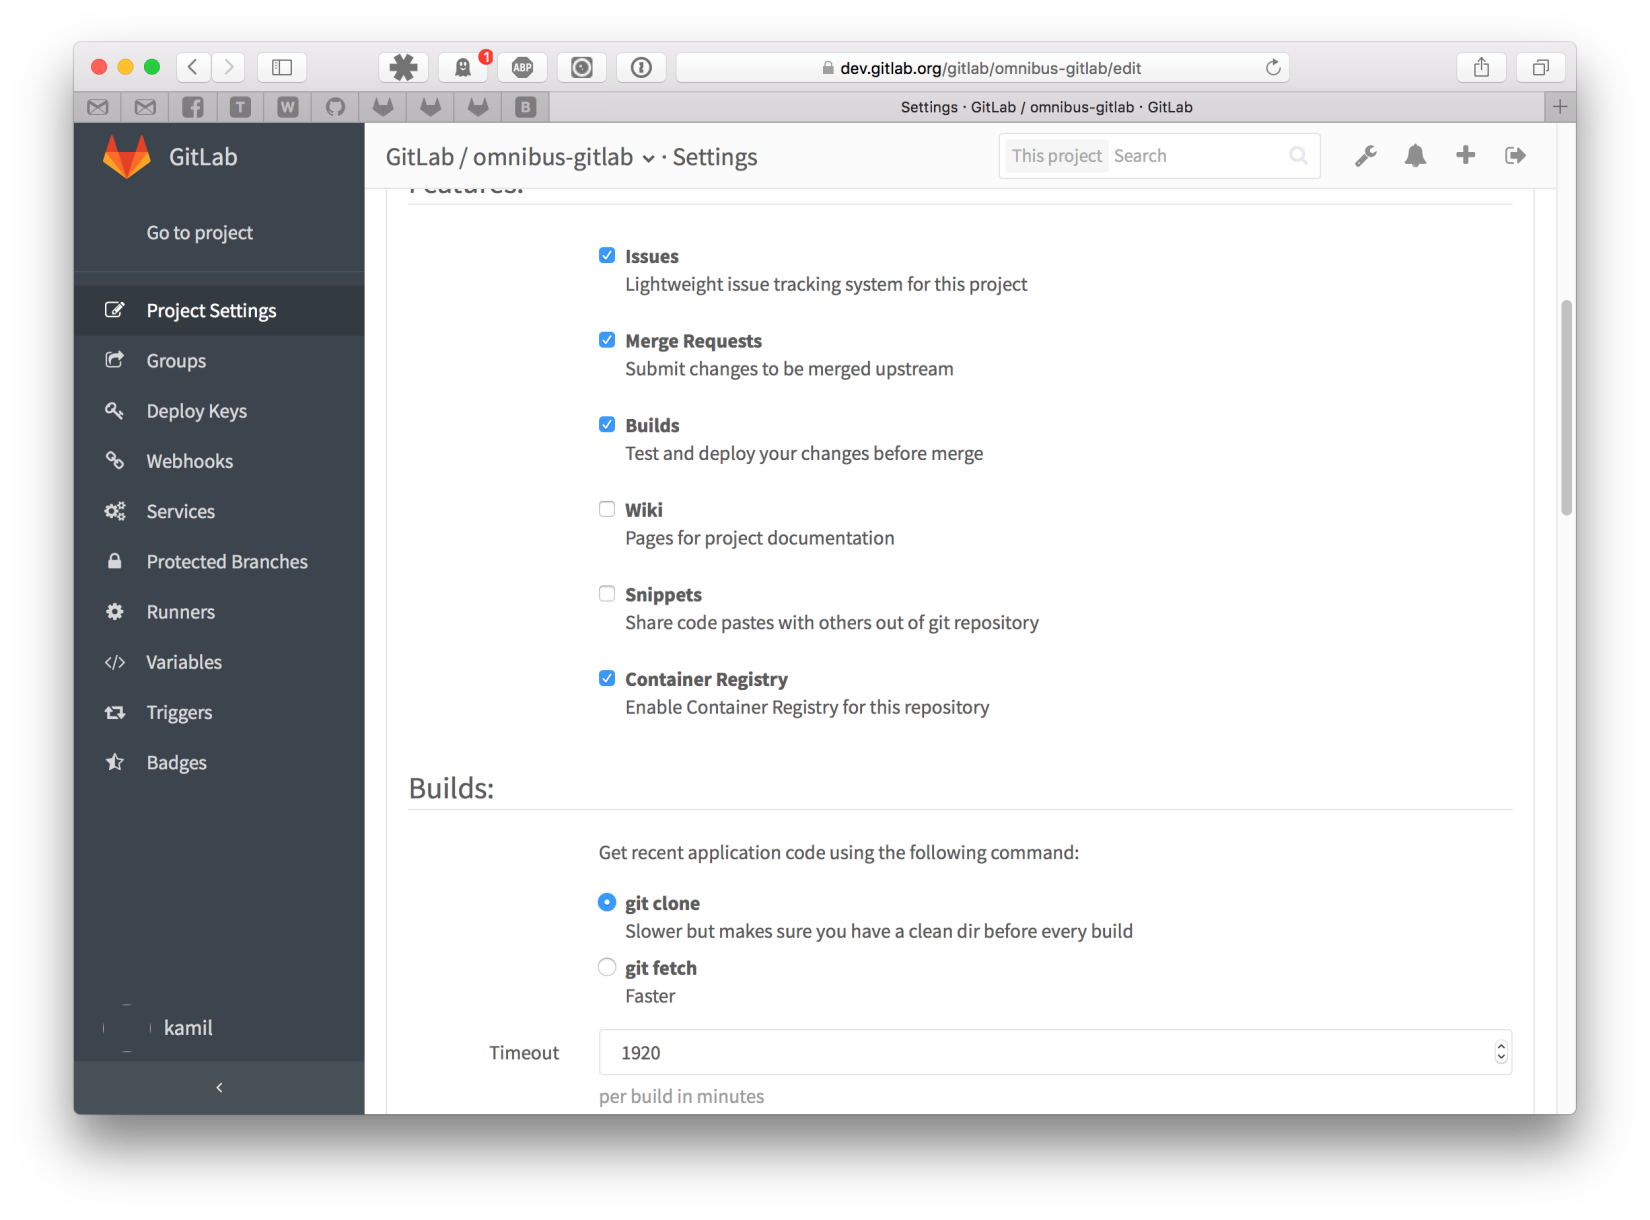 1
ABP
dev.gitlab.org/gitlab/omnibus-gitlab/edit
T
W
B
Settings · GitLab / omnibus-gitlab · GitLab
GitLab
GitLab / omnibus-gitlab · Settings
This project Search
Go to project
Project Settings
Groups
Deploy Keys
Webhooks
Services
Protected Branches
Runners
Variables
Triggers
Badges
kamil
Features:
Issues
Lightweight issue tracking system for this project
Merge Requests
Submit changes to be merged upstream
Builds
Test and deploy your changes before merge
Wiki
Pages for project documentation
Snippets
Share code pastes with others out of git repository
Container Registry
Enable Container Registry for this repository
Builds:
Get recent application code using the following command:
git clone
Slower but makes sure you have a clean dir before every build
git fetch
Faster
Timeout
1920
per build in minutes